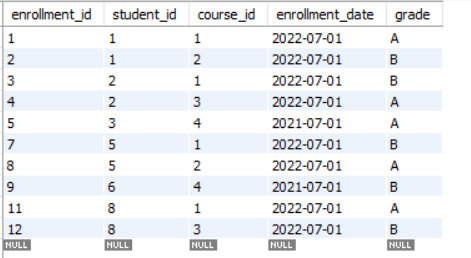 enrollment_id student_id course_id enrollment_date grade
1 1 1 2022-07-01 A
2 1 2 2022-07-01 B
3 2 1 2022-07-01 B
4 2 3 2022-07-01 A
5 3 4 2021-07-01 A
7 5 1 2022-07-01 B
8 5 2 2022-07-01 A
9 6 4 2021-07-01 B
11 8 1 2022-07-01 A
12 8 3 2022-07-01 B
NULL NULL NULL NULL NULL